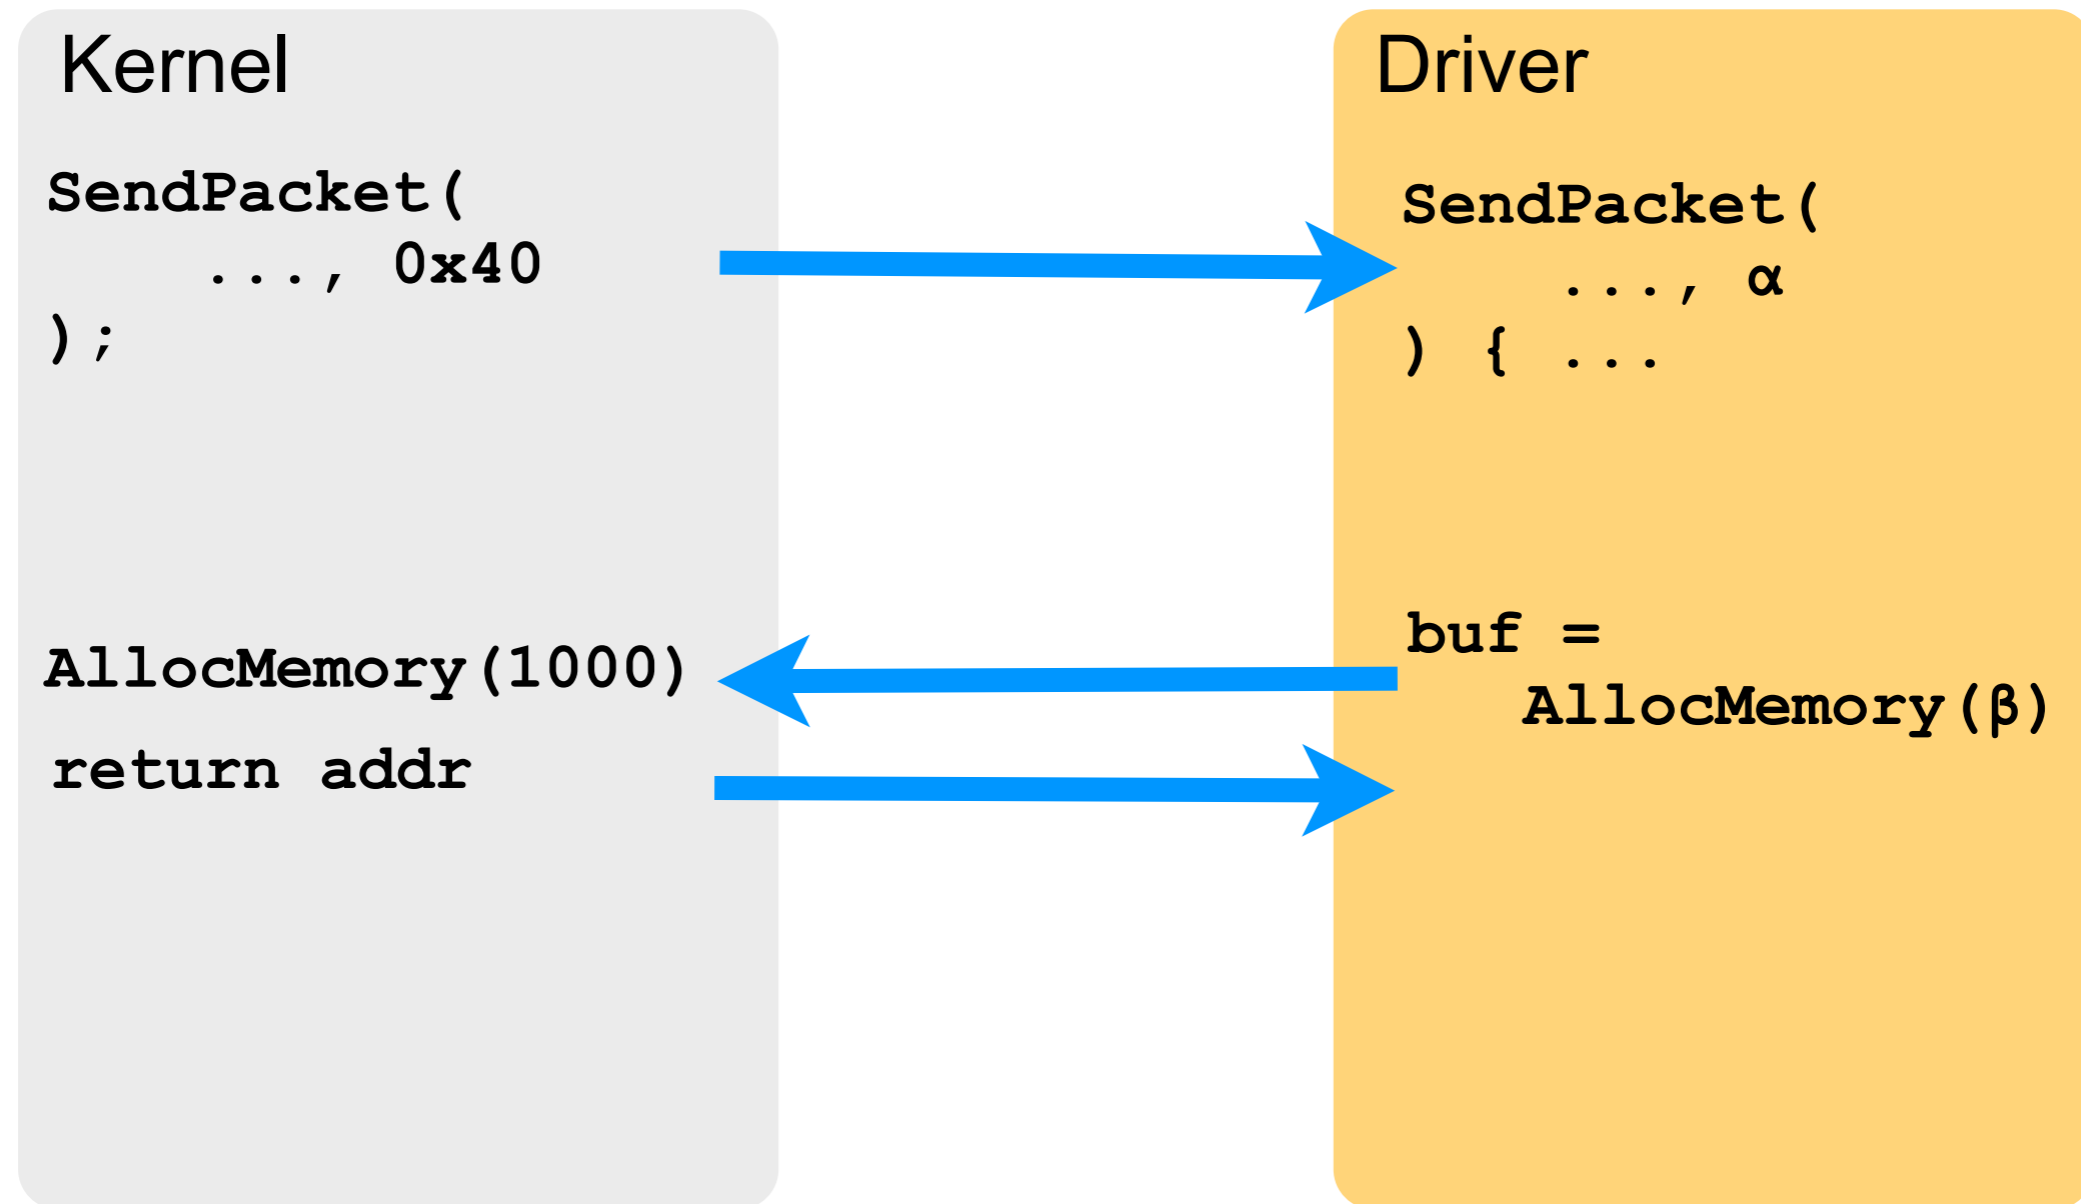 Kernel
SendPacket(
..., 0x40
);
AllocMemory(1000)
return addr
Driver
SendPacket(
..., α
) { ...
buf =
AllocMemory(β)